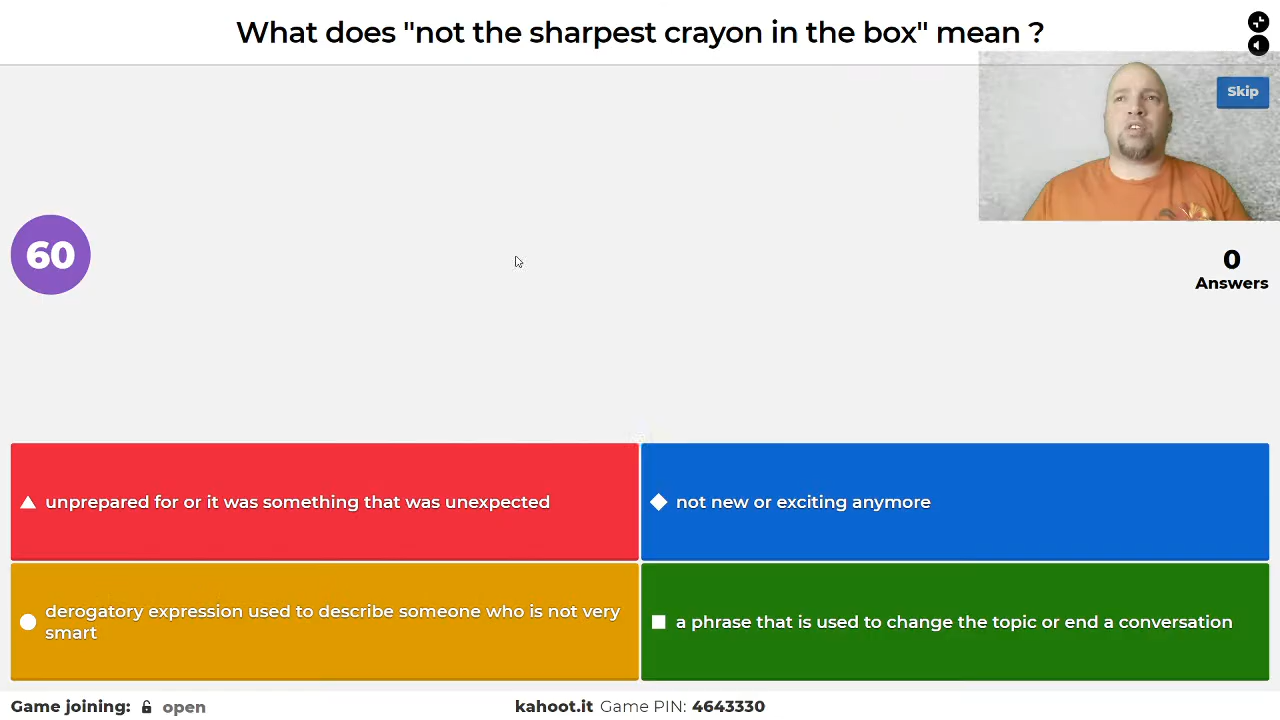 What does "not the sharpest crayon in the box" mean ?
Skip
60
0
Answers
unprepared for or it was something that was unexpected
not new or exciting anymore
derogatory expression used to describe someone who is not very
smart
a phrase that is used to change the topic or end a conversation
Game joining: open
kahoot.it Game PIN: 4643330